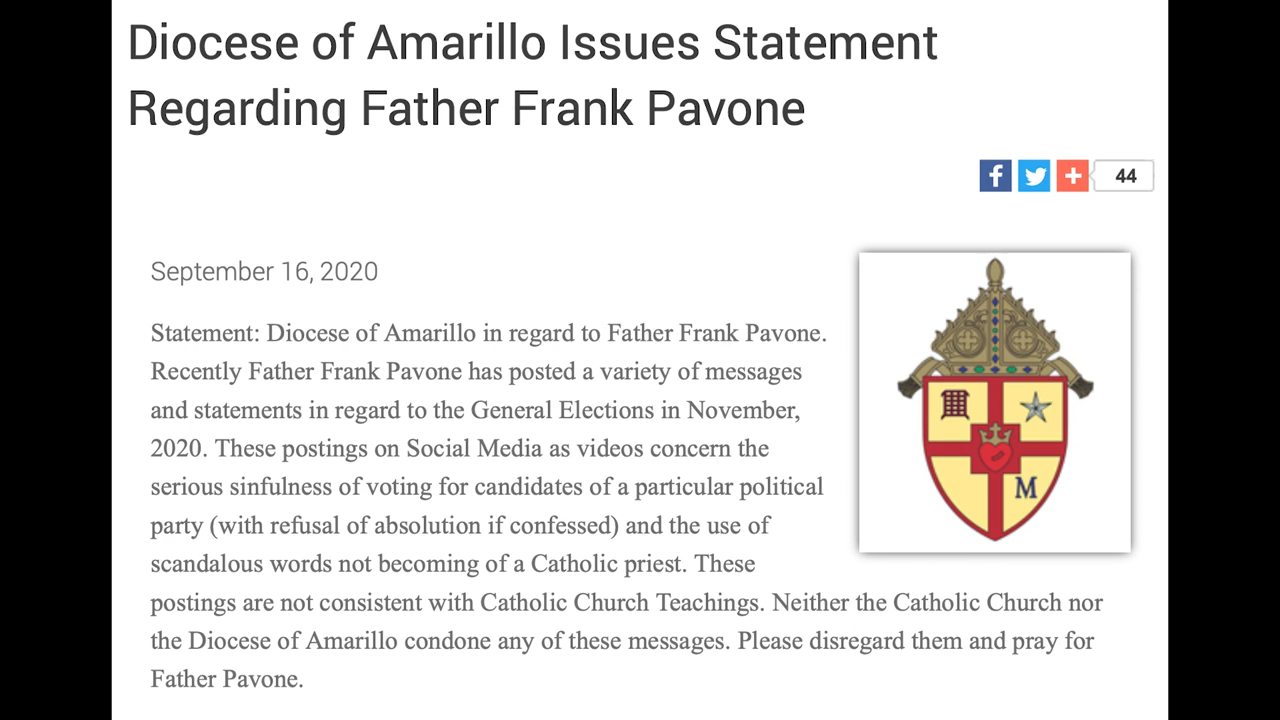 Diocese of Amarillo Issues Statement
Regarding Father Frank Pavone
f
+
44
September 16, 2020
Statement: Diocese of Amarillo in regard to Father Frank Pavone.
Recently Father Frank Pavone has posted a variety of messages
and statements in regard to the General Elections in November,
2020. These postings on Social Media as videos concern the
serious sinfulness of voting for candidates of a particular political
party (with refusal of absolution if confessed) and the use of
scandalous words not becoming of a Catholic priest. These
postings are not consistent with Catholic Church Teachings. Neither the Catholic Church nor
the Diocese of Amarillo condone any of these messages. Please disregard them and pray for
Father Pavone.
M